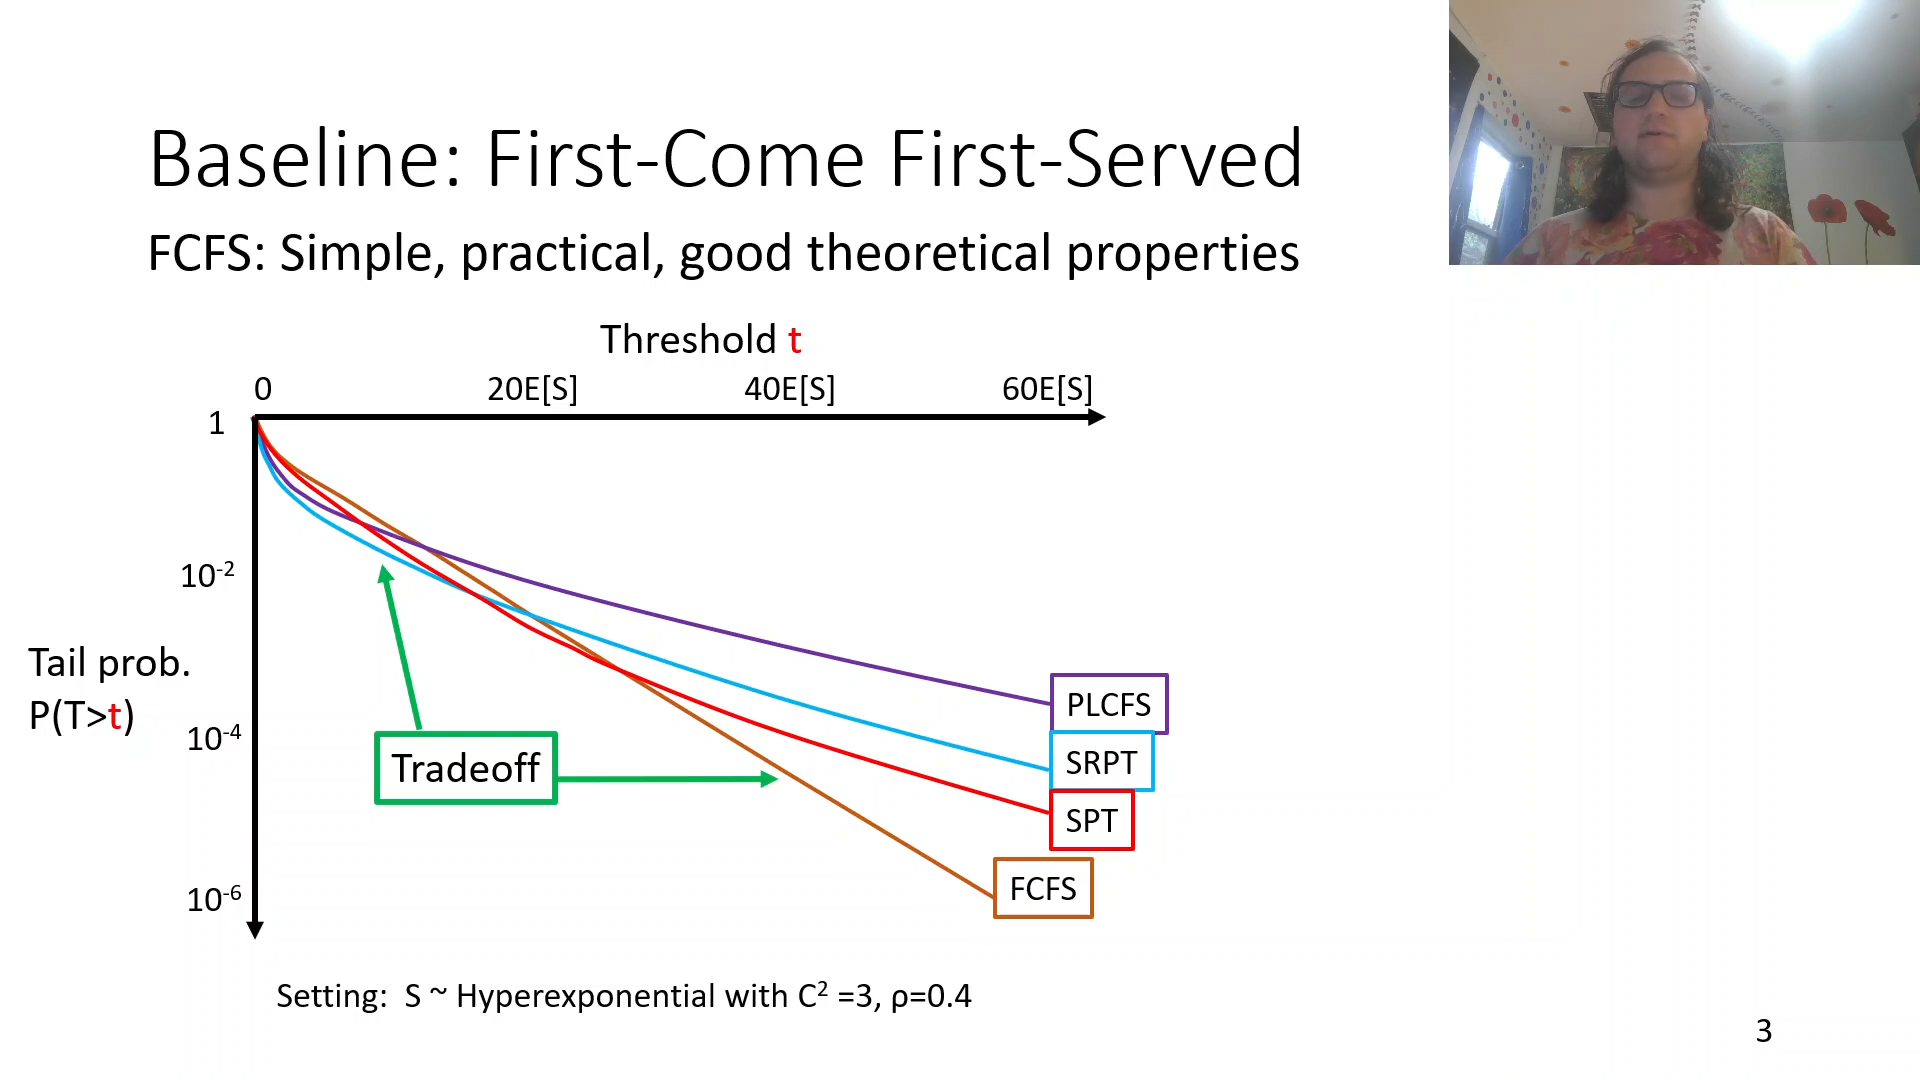 Baseline: First-Come First-Served
FCFS: Simple, practical, good theoretical properties
Threshold t
0 20E[S] 40E[S] 60E[S]
1
10⁻²
Tail prob.
P(T>t)
10⁻⁴
10⁻⁶
PLCFS
SRPT
Tradeoff
SPT
FCFS
Setting: S ~ Hyperexponential with C² =3, ρ=0.4
3